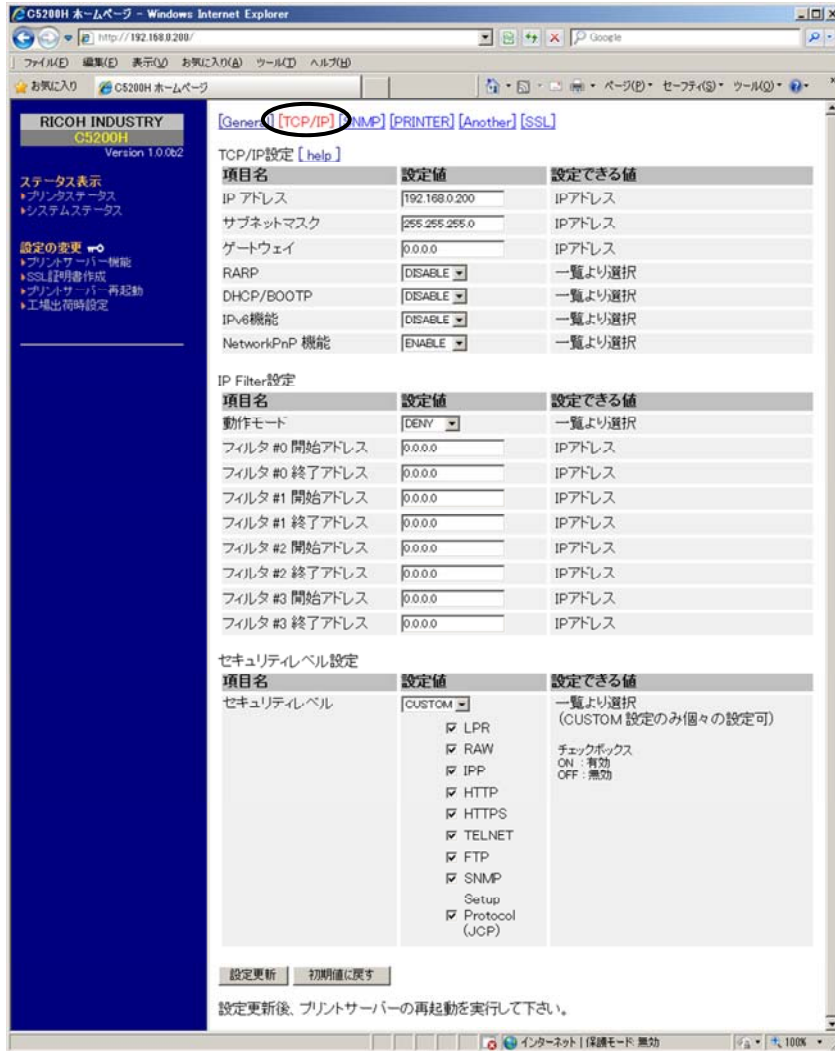 C5200H ホームページ - Windows Internet Explorer
http://192.168.0.200/
Google
ファイル(F) 編集(E) 表示(V) お気に入り(A) ツール(T) ヘルプ(H)
お気に入り C5200H ホームページ ページ(P) セーフティ(S) ツール(O)
RICOH INDUSTRY
C5200H
Version 1.0.0b2
ステータス表示
プリンタステータス
システムステータス
設定の変更
プリントサーバー機能
SSL証明書作成
プリントサーバー再起動
工場出荷時設定
[General] [TCP/IP] [SNMP] [PRINTER] [Another] [SSL]
TCP/IP設定 [ help ]
項目名 設定値 設定できる値
IP アドレス 192.168.0.200 IPアドレス
サブネットマスク 255.255.255.0 IPアドレス
ゲートウェイ 0.0.0.0 IPアドレス
RARP DISABLE 一覧より選択
DHCP/BOOTP DISABLE 一覧より選択
IPv6機能 DISABLE 一覧より選択
NetworkPnP 機能 ENABLE 一覧より選択
IP Filter設定
項目名 設定値 設定できる値
動作モード DENY 一覧より選択
フィルタ #0 開始アドレス 0.0.0.0 IPアドレス
フィルタ #0 終了アドレス 0.0.0.0 IPアドレス
フィルタ #1 開始アドレス 0.0.0.0 IPアドレス
フィルタ #1 終了アドレス 0.0.0.0 IPアドレス
フィルタ #2 開始アドレス 0.0.0.0 IPアドレス
フィルタ #2 終了アドレス 0.0.0.0 IPアドレス
フィルタ #3 開始アドレス 0.0.0.0 IPアドレス
フィルタ #3 終了アドレス 0.0.0.0 IPアドレス
セキュリティレベル設定
項目名 設定値 設定できる値
セキュリティレベル CUSTOM 一覧より選択
(CUSTOM 設定のみ個々の設定可)
チェックボックス
ON : 有効
OFF : 無効
LPR
RAW
IPP
HTTP
HTTPS
TELNET
FTP
SNMP
Setup
Protocol
(JCP)
設定更新 初期値に戻す
設定更新後、プリントサーバーの再起動を実行して下さい。
インターネット | 保護モード: 無効 100%